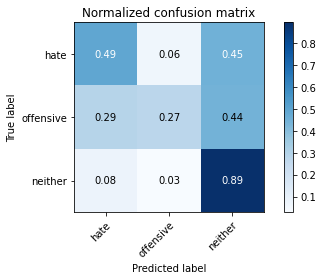 Normalized confusion matrix
True label
hate 0.49 0.06 0.45
offensive 0.29 0.27 0.44
neither 0.08 0.03 0.89
hate offensive neither
Predicted label
0.8
0.7
0.6
0.5
0.4
0.3
0.2
0.1